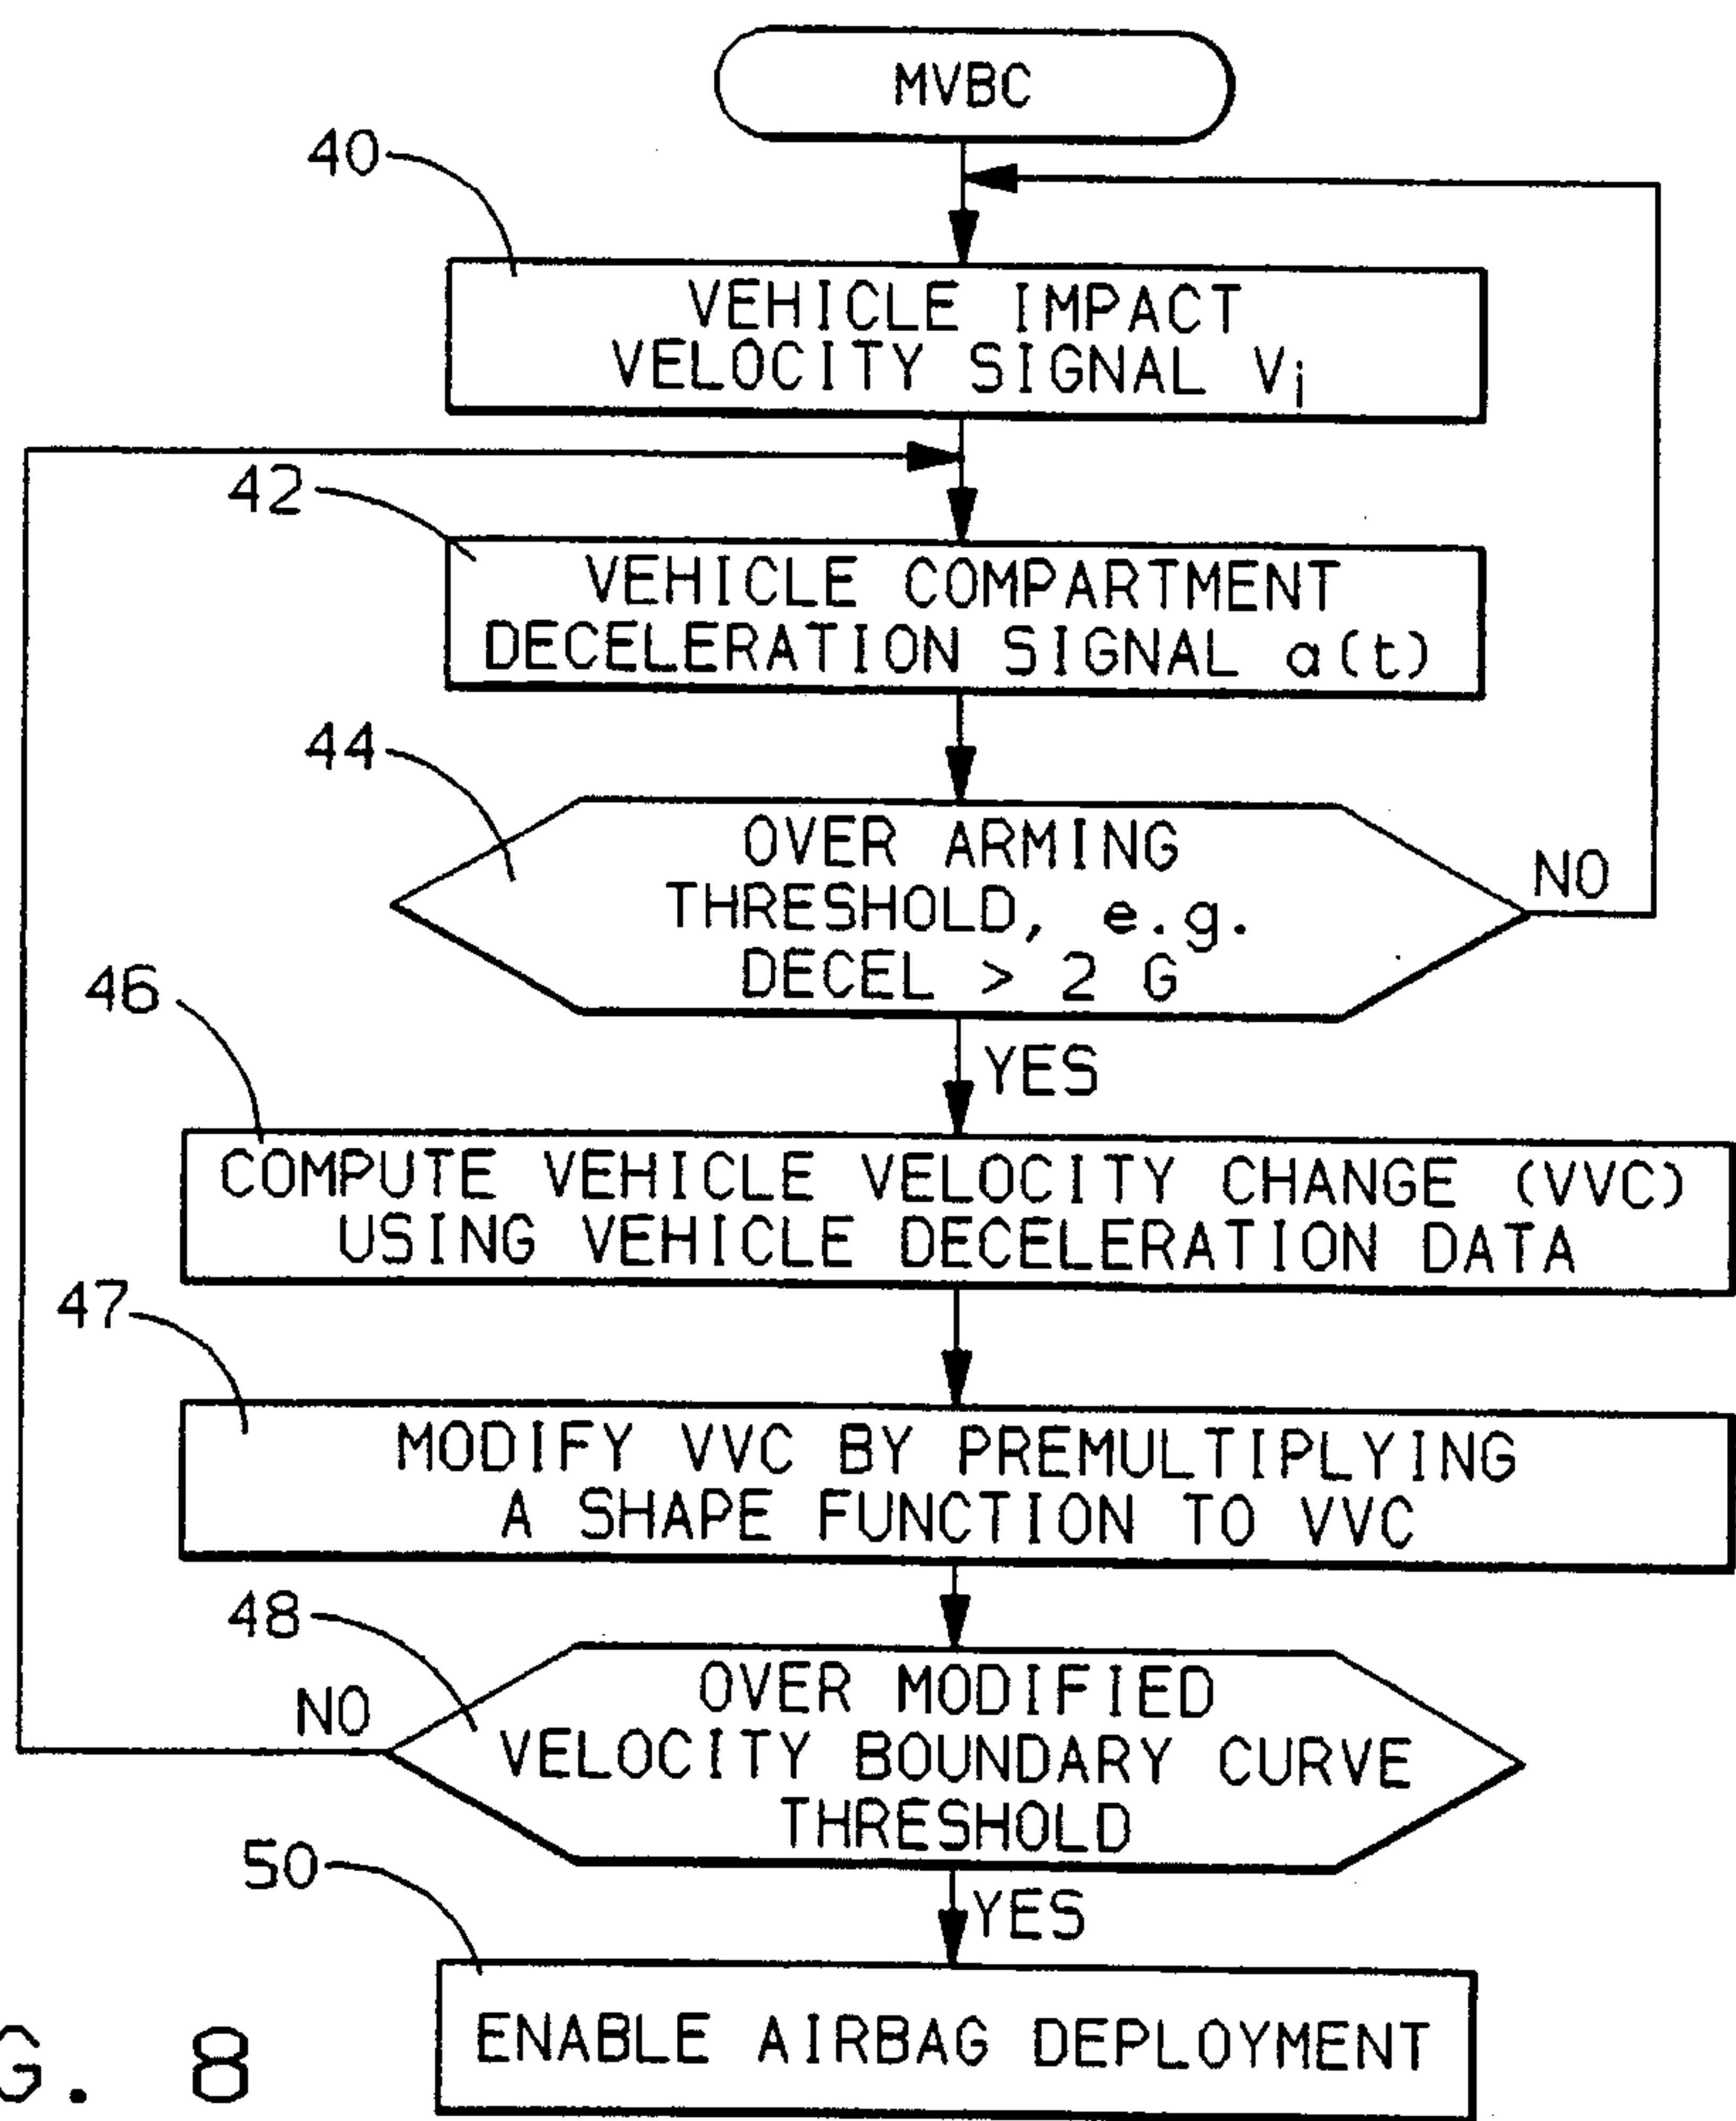 MVBC
40
VEHICLE IMPACT
VELOCITY SIGNAL Vi
42
VEHICLE COMPARTMENT
DECELERATION SIGNAL a(t)
44
OVER ARMING
THRESHOLD, e.g.
DECEL > 2 G
NO
YES
46
COMPUTE VEHICLE VELOCITY CHANGE (VVC)
USING VEHICLE DECELERATION DATA
47
MODIFY VVC BY PREMULTIPLYING
A SHAPE FUNCTION TO VVC
48
OVER MODIFIED
VELOCITY BOUNDARY CURVE
THRESHOLD
NO
YES
50
ENABLE AIRBAG DEPLOYMENT
G. 8